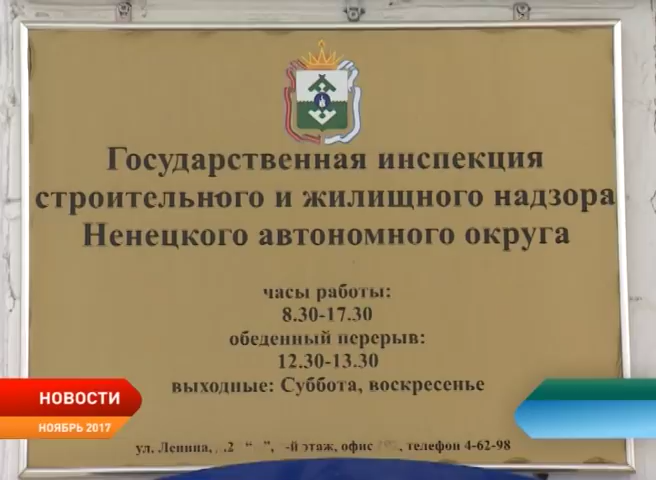 Государственная инспекция
строительного и жилищного надзора
Ненецкого автономного округа
часы работы:
8.30-17.30
обеденный перерыв:
12.30-13.30
выходные: Суббота, воскресенье
НОВОСТИ
НОЯБРЬ 2017
ул. Ленина, этаж, офис телефон 4-62-98